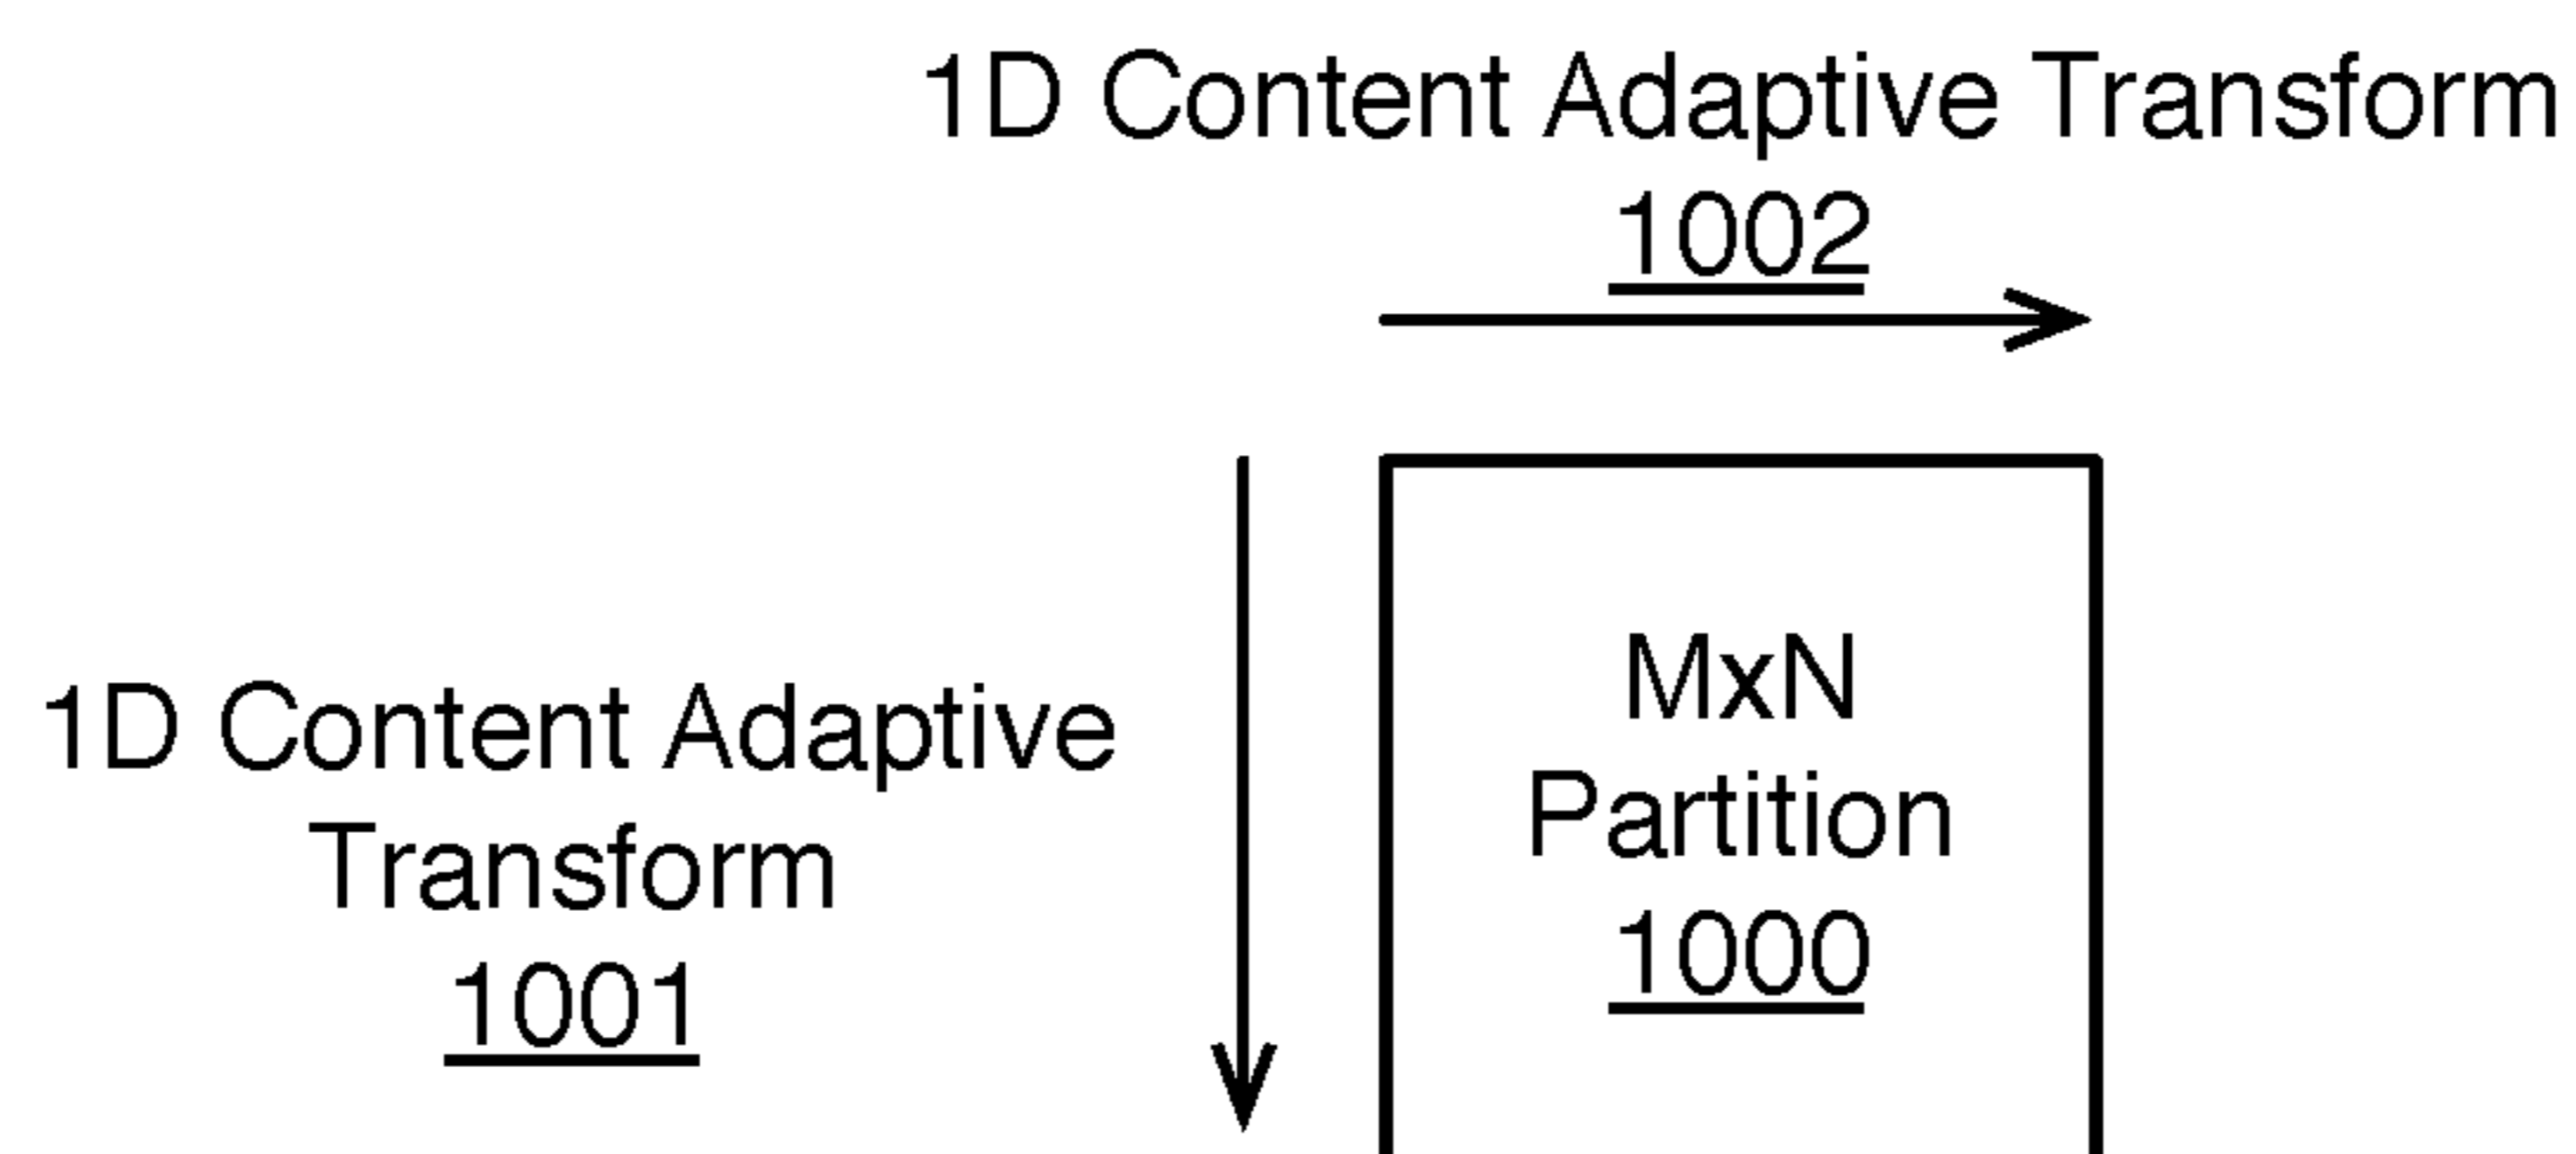 1D Content Adaptive Transform
1002
1D Content Adaptive
Transform
1001
MxN
Partition
1000